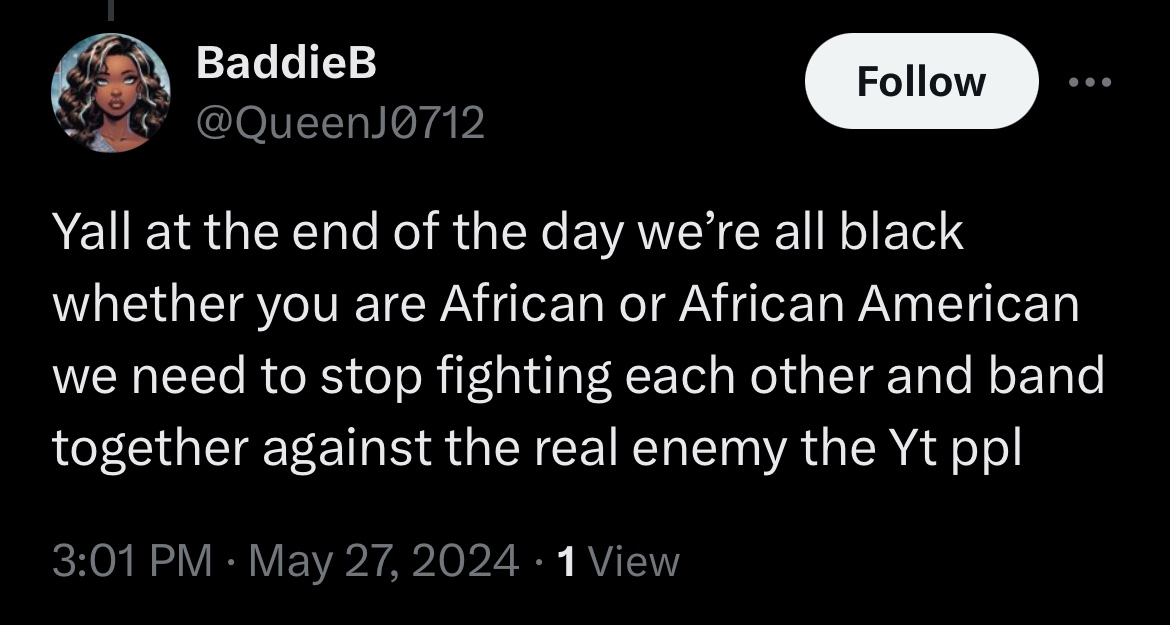 BaddieB
@QueenJ0712
Follow
Yall at the end of the day we’re all black
whether you are African or African American
we need to stop fighting each other and band
together against the real enemy the Yt ppl
3:01 PM · May 27, 2024 · 1 View